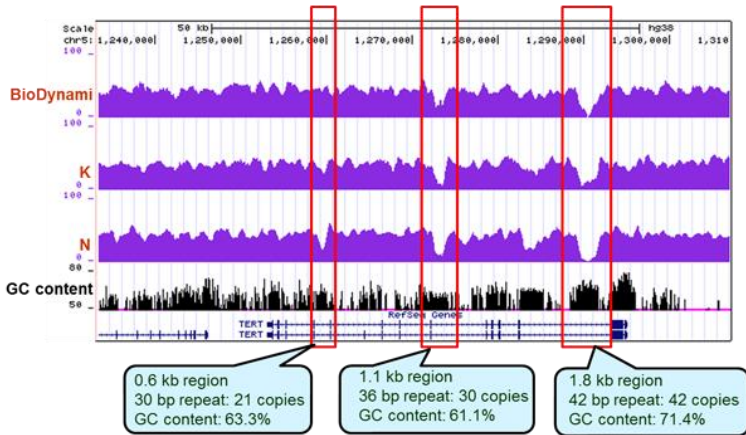 Scale 50 kb hg38
chr5: 1,240,000 1,250,000 1,260,000 1,270,000 1,280,000 1,290,000 1,300,000 1,310
100 _
BioDynami
0 _
100 _
K
0 _
100 _
N
0 _
80 _
GC content
50 _
RefSeq Genes
TERT
TERT
0.6 kb region
30 bp repeat: 21 copies
GC content: 63.3%
1.1 kb region
36 bp repeat: 30 copies
GC content: 61.1%
1.8 kb region
42 bp repeat: 42 copies
GC content: 71.4%